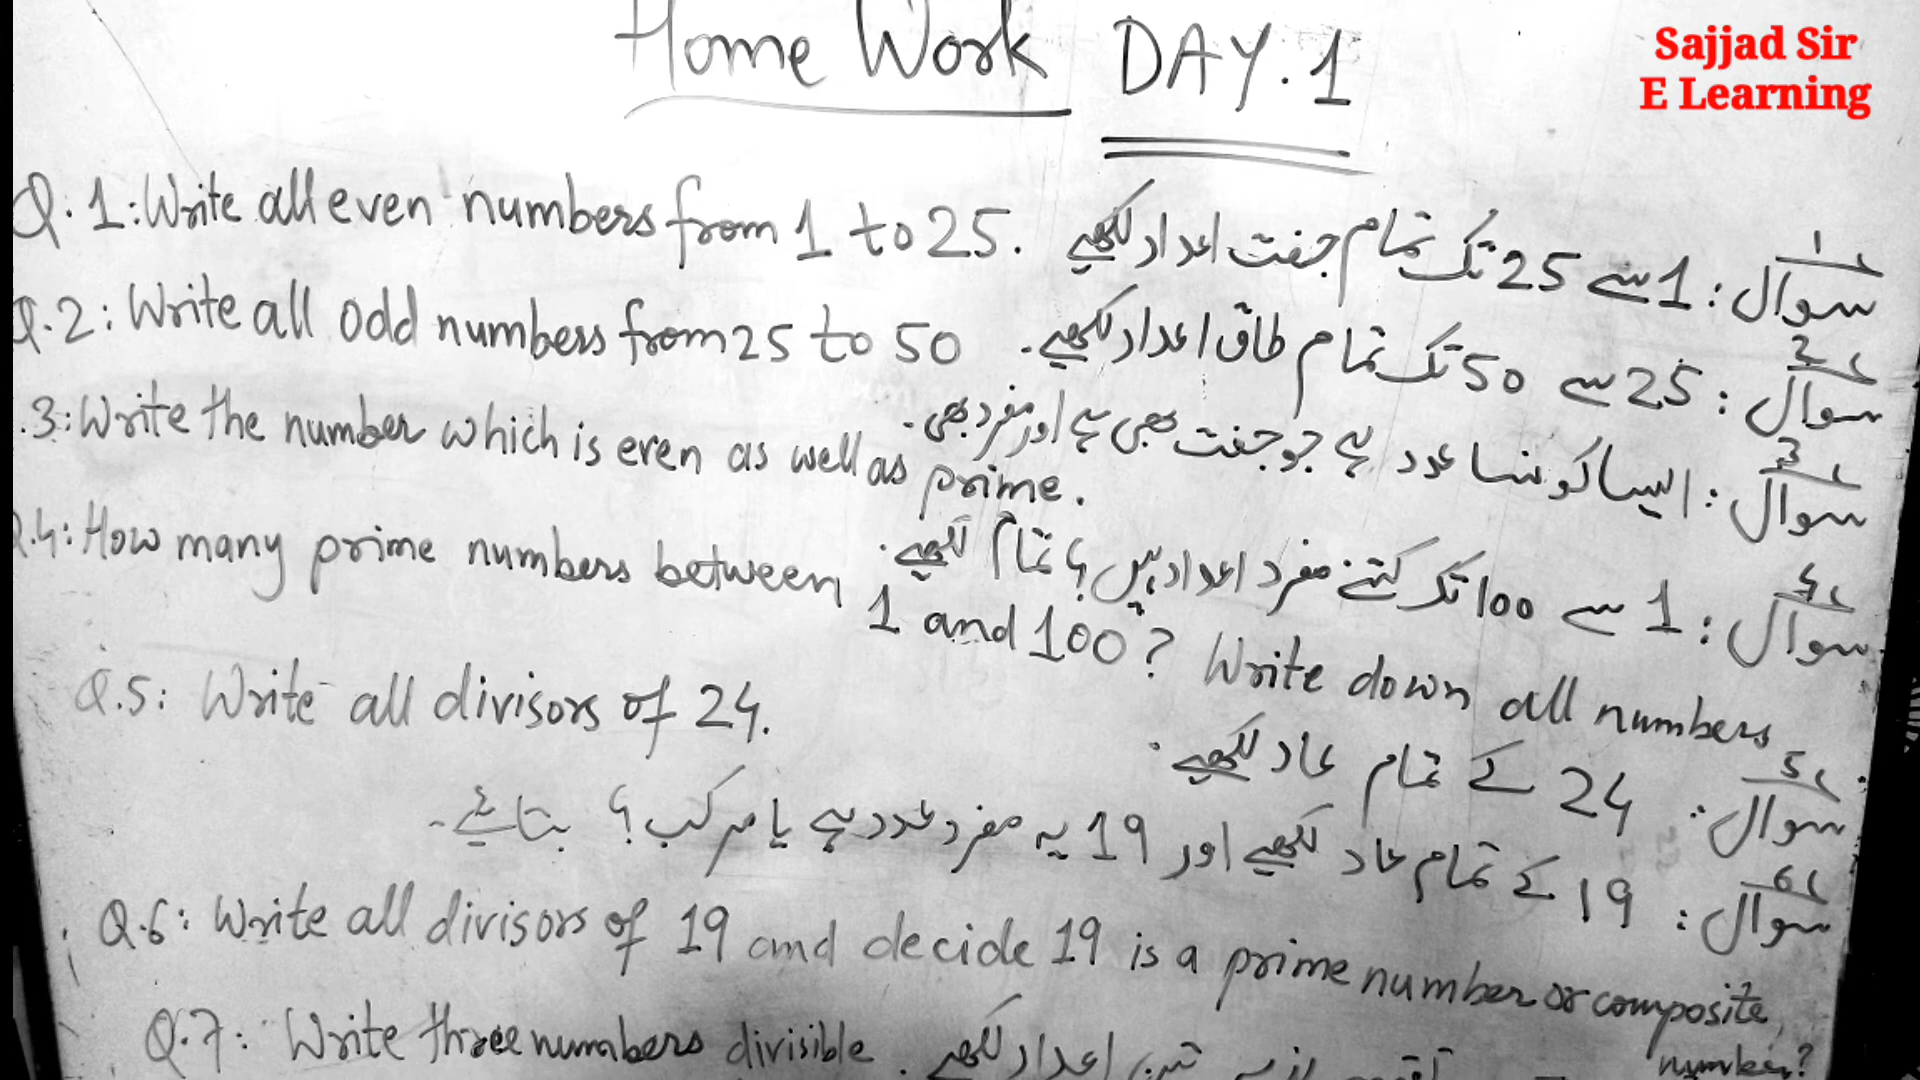 Home Work DAY.1
Sajjad Sir
E Learning
Q.1: Write all even numbers from 1 to 25.
سوال 1: 1 سے 25 تک تمام جفت اعداد لکھیے
Q.2: Write all odd numbers from 25 to 50
سوال 2: 25 سے 50 تک تمام طاق اعداد لکھیے.
.3: Write the number which is even as well as prime.
سوال 3: ایسا کونسا عدد ہے جو جفت بھی ہے اور مفرد بھی.
Q.4: How many prime numbers between 1 and 100? Write down all numbers
سوال 4: 1 سے 100 تک کتنے مفرد اعداد ہیں؟ تمام لکھیے.
Q.5: Write all divisors of 24.
سوال 5: 24 کے تمام عاد لکھیے.
سوال 6: 19 کے تمام عاد لکھیے اور 19 یہ مفرد عدد ہے یا مرکب؟ بتائے.
Q.6: Write all divisors of 19 and decide 19 is a prime number or composite number?
Q.7: Write three numbers divisible
تین اعداد لکھیے.